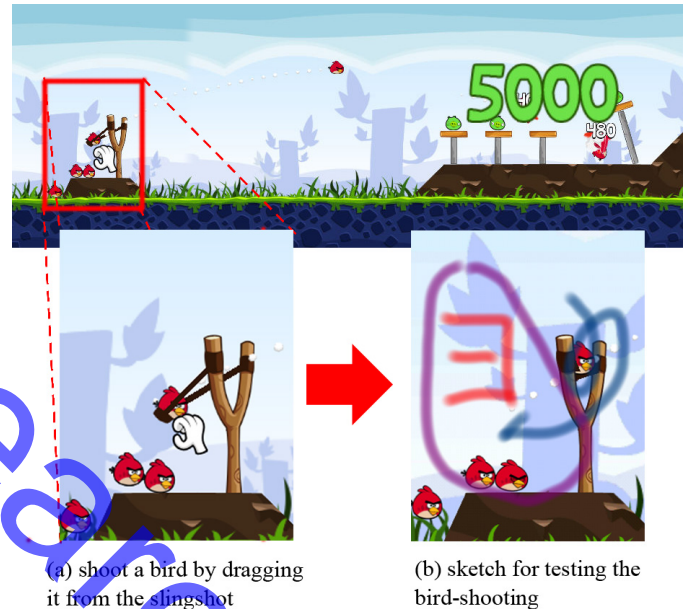 5000
480
(a) shoot a bird by dragging
it from the slingshot
(b) sketch for testing the
bird-shooting